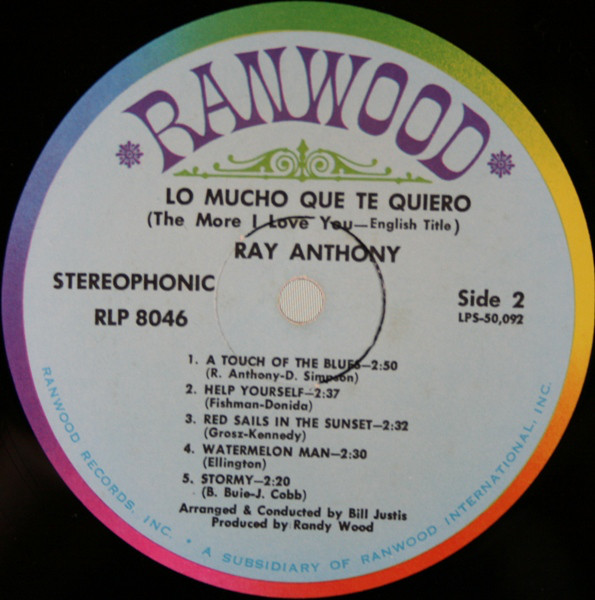 RANWOOD
LO MUCHO QUE TE QUIERO
(The More I Love You—English Title)
RAY ANTHONY
STEREOPHONIC
RLP 8046
Side 2
LPS-50,092
1. A TOUCH OF THE BLUES—2:50
(R. Anthony-D. Simpson)
2. HELP YOURSELF—2:37
(Fishman-Donida)
3. RED SAILS IN THE SUNSET—2:32
(Grosz-Kennedy)
4. WATERMELON MAN—2:30
(Ellington)
5. STORMY—2:20
(B. Buie-J. Cobb)
Arranged & Conducted by Bill Justis
Produced by Randy Wood
RANWOOD RECORDS, INC. • A SUBSIDIARY OF RANWOOD INTERNATIONAL, INC.